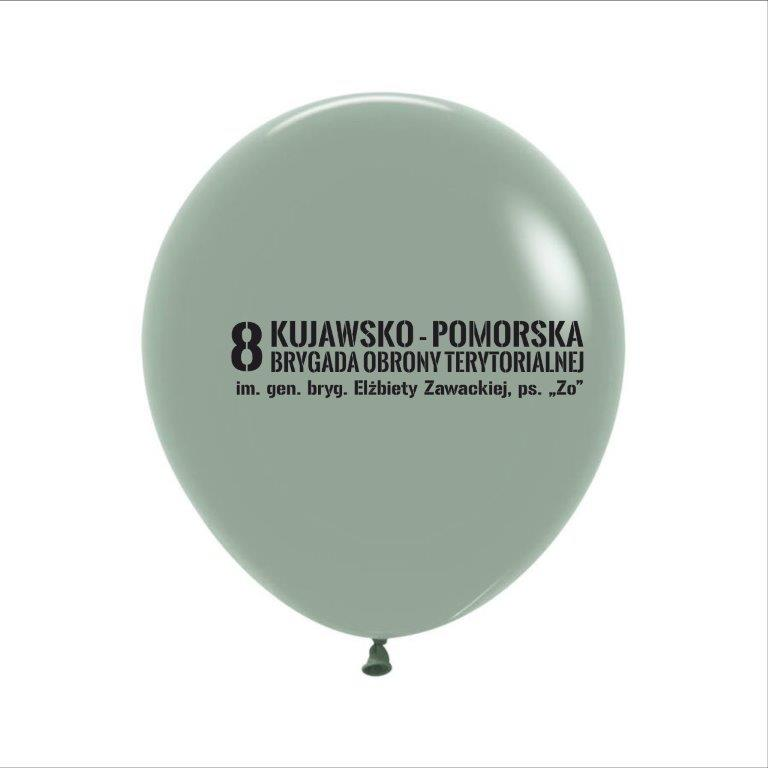 8 KUJAWSKO - POMORSKA
BRYGADA OBRONY TERYTORIALNEJ
im. gen. bryg. Elżbiety Zawackiej, ps. „Zo”